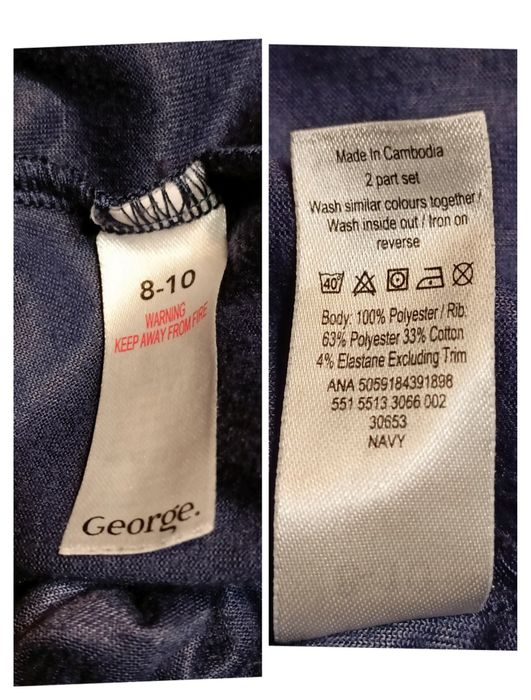 8-10
WARNING
KEEP AWAY FROM FIRE
George.
Made In Cambodia
2 part set
Wash similar colours together /
Wash inside out / Iron on
reverse
40°
Body: 100% Polyester / Rib:
63% Polyester 33% Cotton
4% Elastane Excluding Trim
ANA 5059184391898
551 5513 3066 002
30653
NAVY